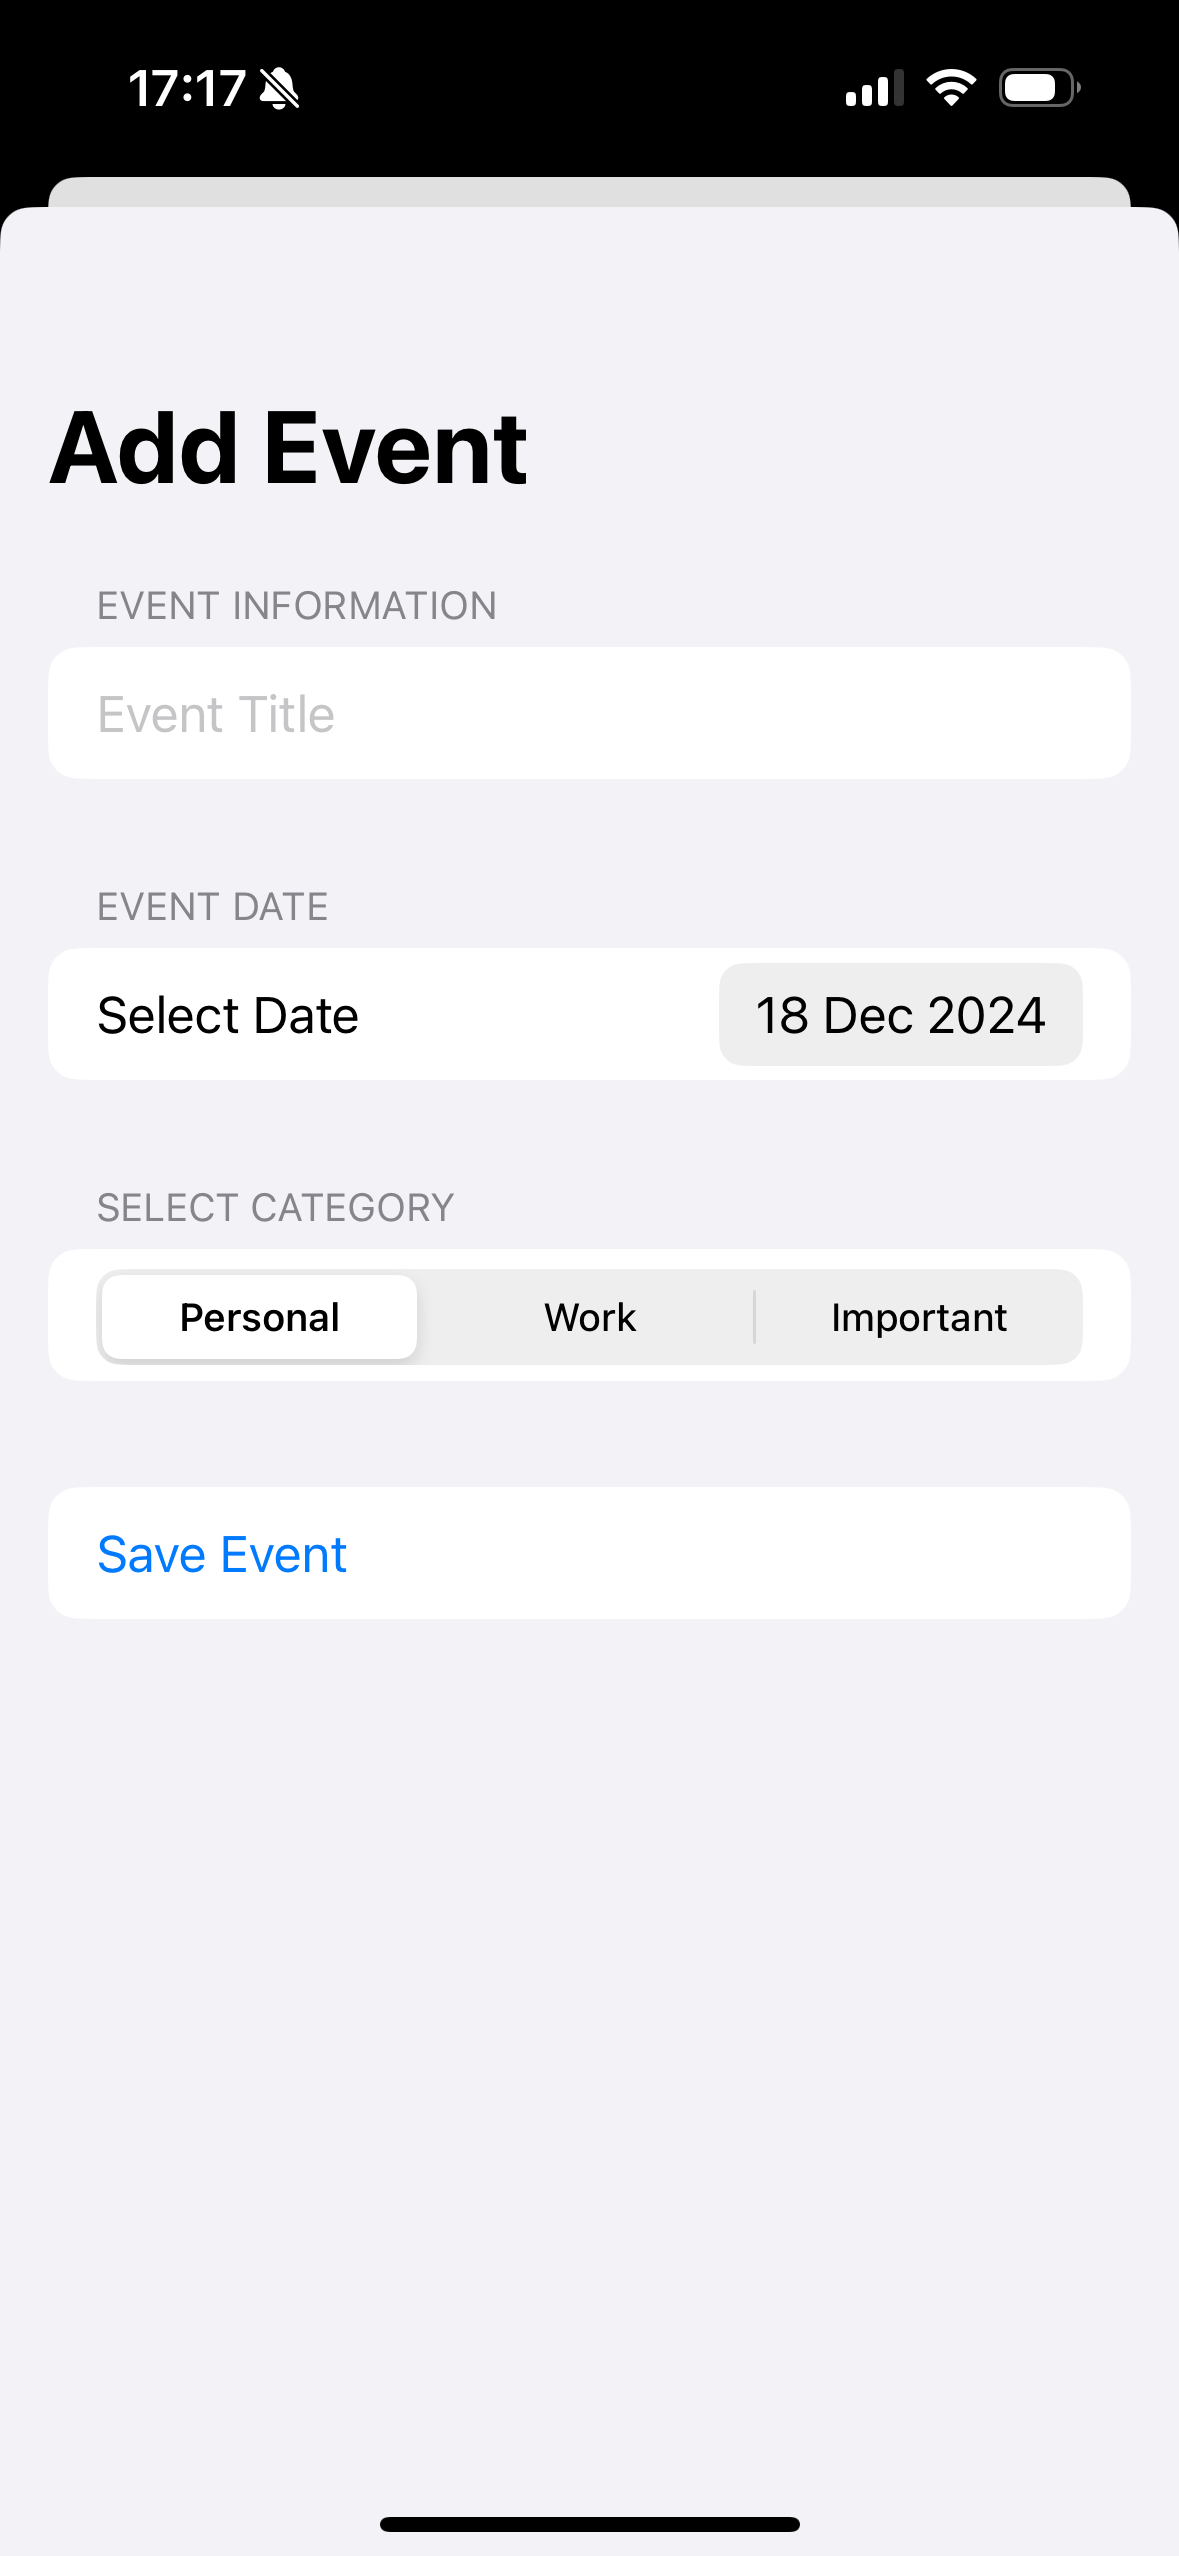 17:17
Add Event
EVENT INFORMATION
Event Title
EVENT DATE
Select Date 18 Dec 2024
SELECT CATEGORY
Personal Work Important
Save Event